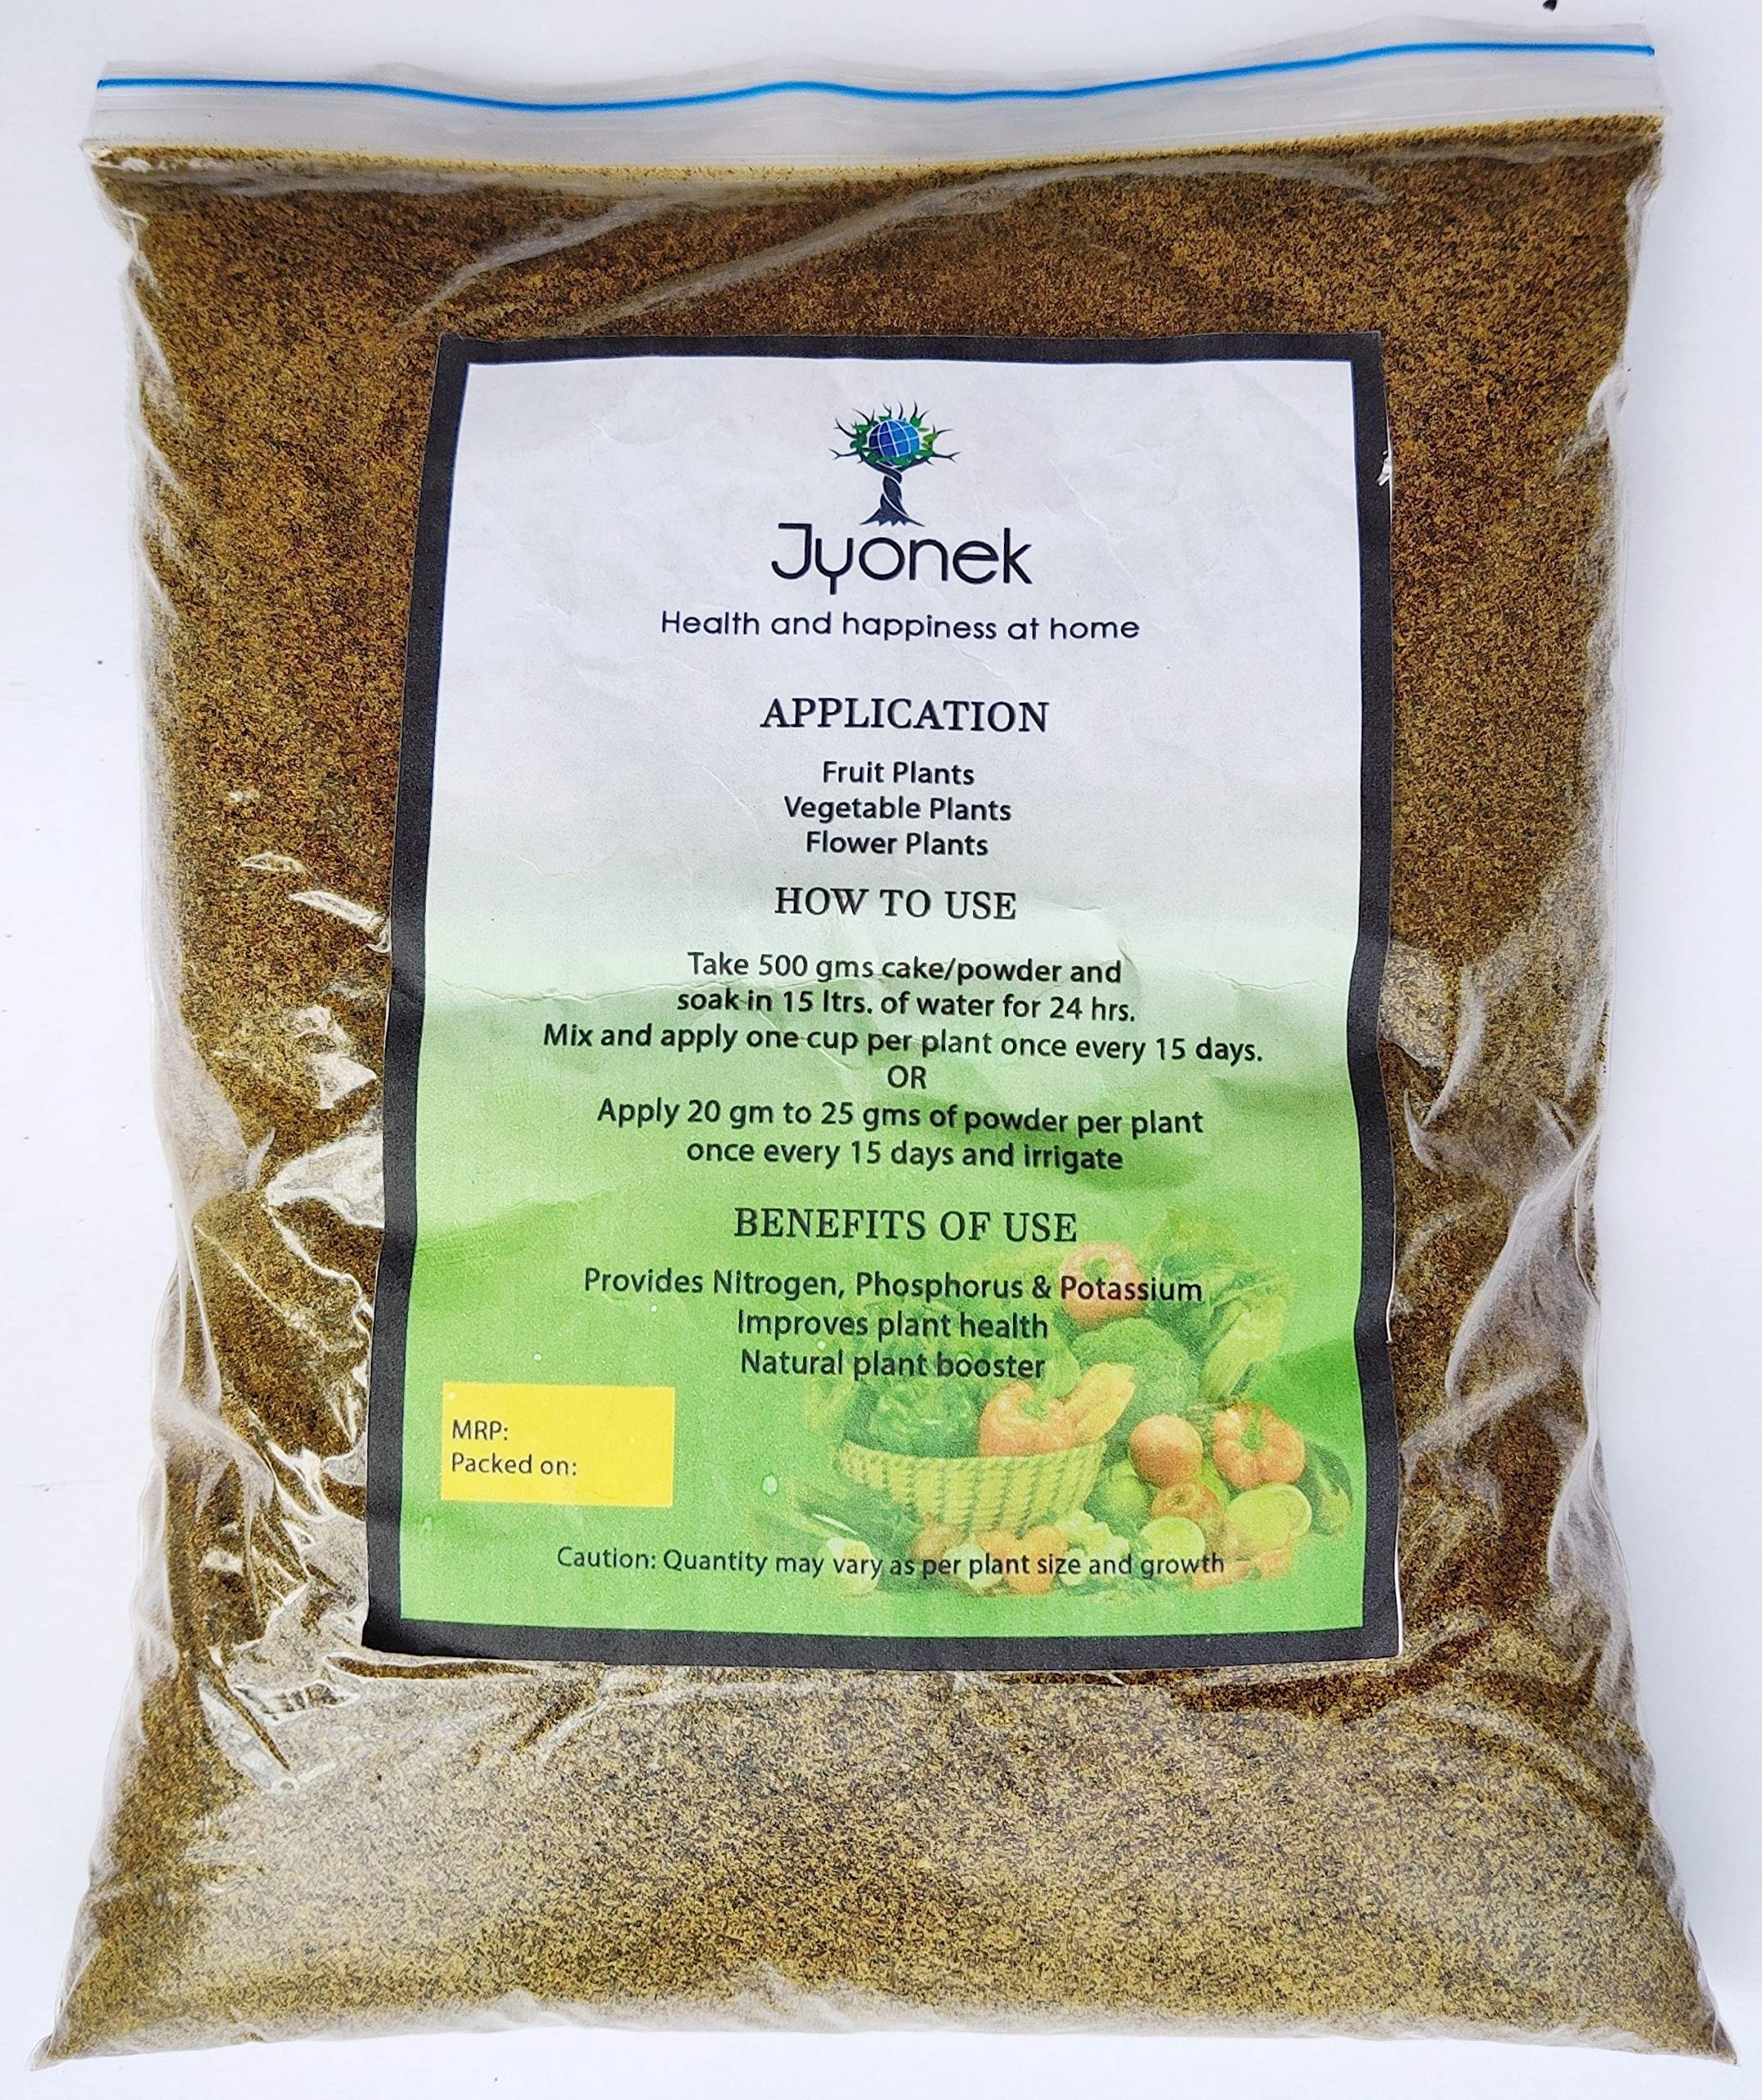 Jyonek
Health and happiness at home
APPLICATION
Fruit Plants
Vegetable Plants
Flower Plants
HOW TO USE
Take 500 gms cake/powder and
soak in 15 ltrs. of water for 24 hrs.
Mix and apply one cup per plant once every 15 days.
OR
Apply 20 gm to 25 gms of powder per plant
once every 15 days and irrigate
BENEFITS OF USE
Provides Nitrogen, Phosphorus & Potassium
Improves plant health
Natural plant booster
MRP:
Packed on:
Caution: Quantity may vary as per plant size and growth